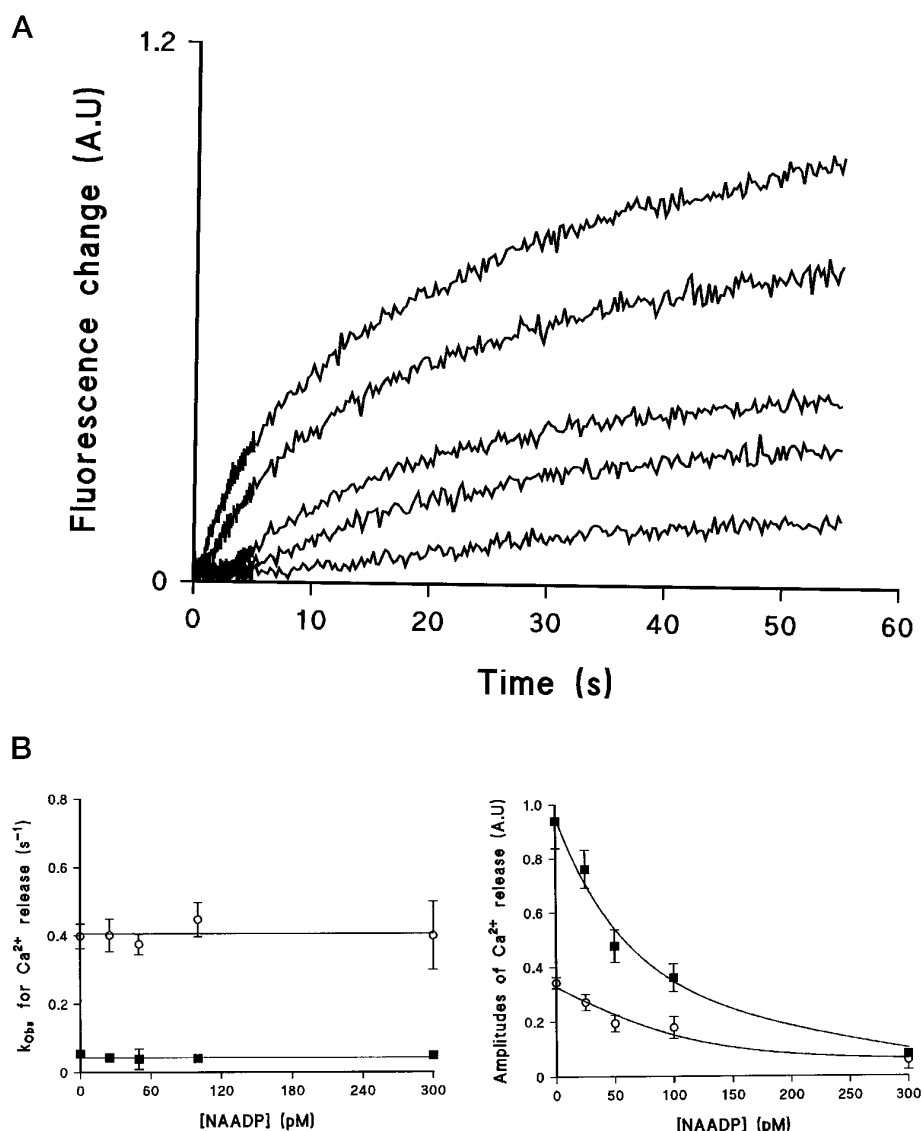 A
1.2
Fluorescence change (A.U)
0
0 10 20 30 40 50 60
Time (s)
B
0.8
0.6
0.4
0.2
0
k_Obs for Ca²⁺ release (s⁻¹)
0 60 120 180 240 300
[NAADP] (pM)
1.0
0.8
0.6
0.4
0.2
0
Amplitudes of Ca²⁺ release (A.U)
0 50 100 150 200 250 300
[NAADP] (pM)